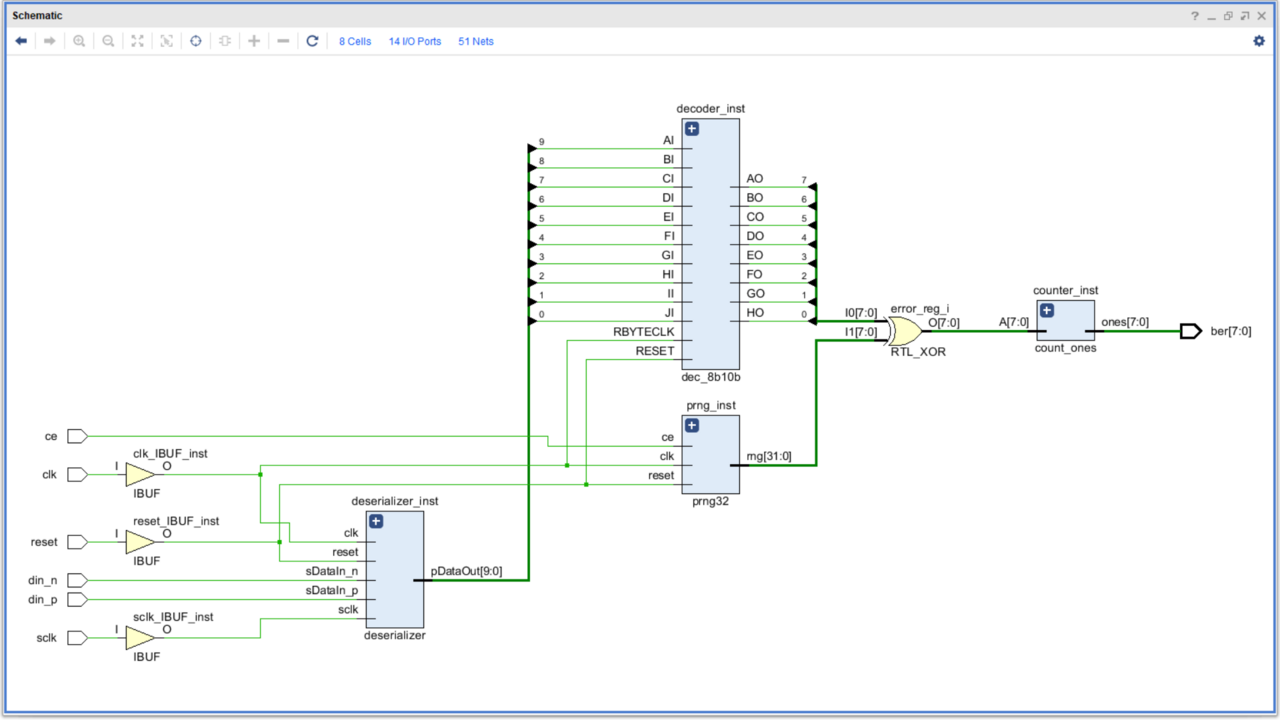 Schematic
8 Cells 14 I/O Ports 51 Nets
decoder_inst
9 AI
8 BI
7 CI AO 7
6 DI BO 6
5 EI CO 5
4 FI DO 4
3 GI EO 3
2 HI FO 2
1 II GO 1
0 JI HO 0
RBYTECLK
RESET
dec_8b10b
error_reg_i
I0[7:0] O[7:0]
I1[7:0]
RTL_XOR
counter_inst
A[7:0] ones[7:0]
count_ones
ber[7:0]
prng_inst
ce ce
clk_IBUF_inst
clk I O clk rng[31:0]
IBUF
reset
prng32
deserializer_inst
reset_IBUF_inst
reset I O clk
IBUF
reset
din_n sDataIn_n pDataOut[9:0]
din_p sDataIn_p
sclk_IBUF_inst
sclk I O sclk
IBUF
deserializer